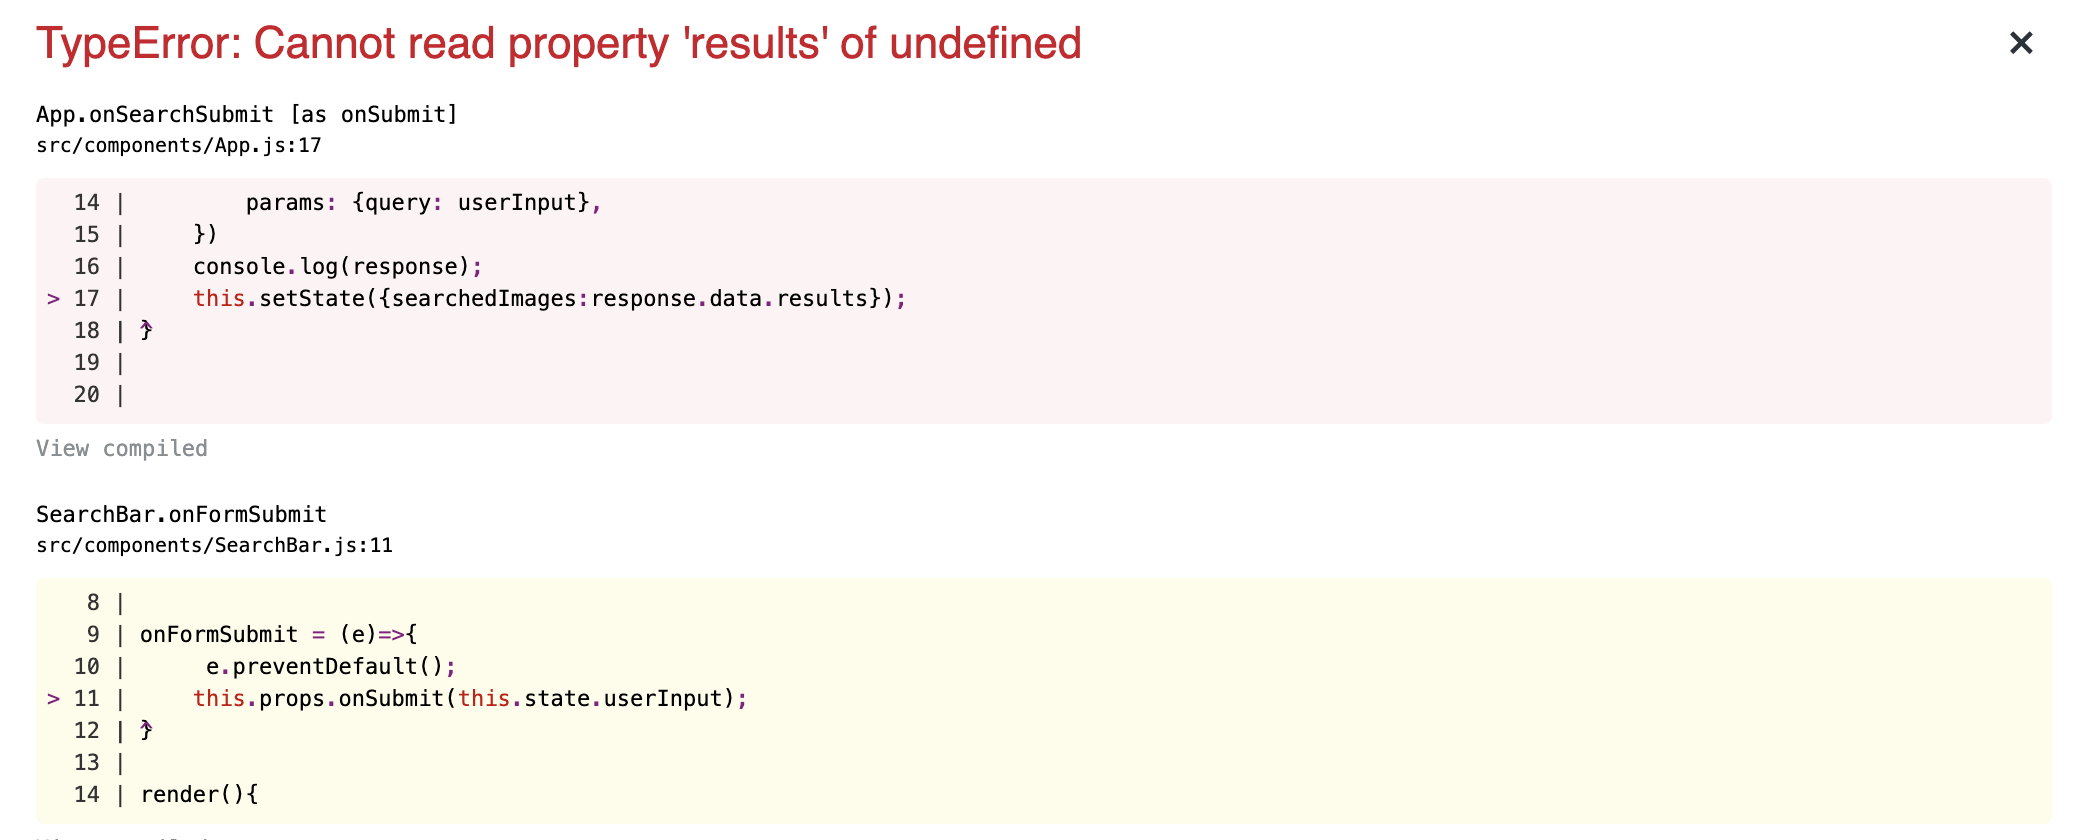 TypeError: Cannot read property 'results' of undefined
×
App.onSearchSubmit [as onSubmit]
src/components/App.js:17
14 |         params: {query: userInput},
15 |     })
16 |     console.log(response);
> 17 |     this.setState({searchedImages:response.data.results});
18 | }
19 |
20 |
View compiled
SearchBar.onFormSubmit
src/components/SearchBar.js:11
8 |
9 | onFormSubmit = (e)=>{
10 |      e.preventDefault();
> 11 |     this.props.onSubmit(this.state.userInput);
12 | }
13 |
14 | render(){